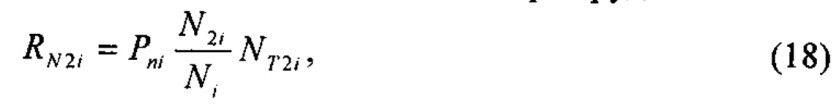 R_{N2i} = P_{ni} \frac{N_{2i}}{N_i} N_{T2i}, (18)